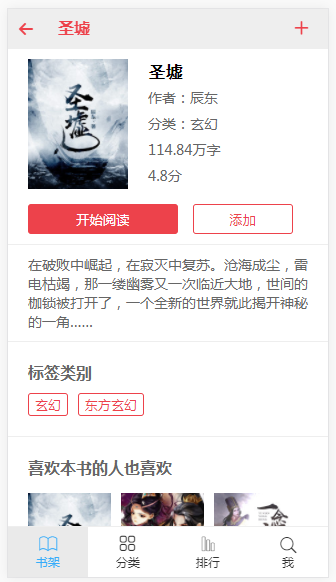 圣墟
圣墟
圣墟
作者：辰东
分类：玄幻
114.84万字
4.8分
开始阅读
添加
在破败中崛起，在寂灭中复苏。沧海成尘，雷
电枯竭，那一缕幽雾又一次临近大地，世间的
枷锁被打开了，一个全新的世界就此揭开神秘
的一角......
标签类别
玄幻
东方玄幻
喜欢本书的人也喜欢
书架
分类
排行
我